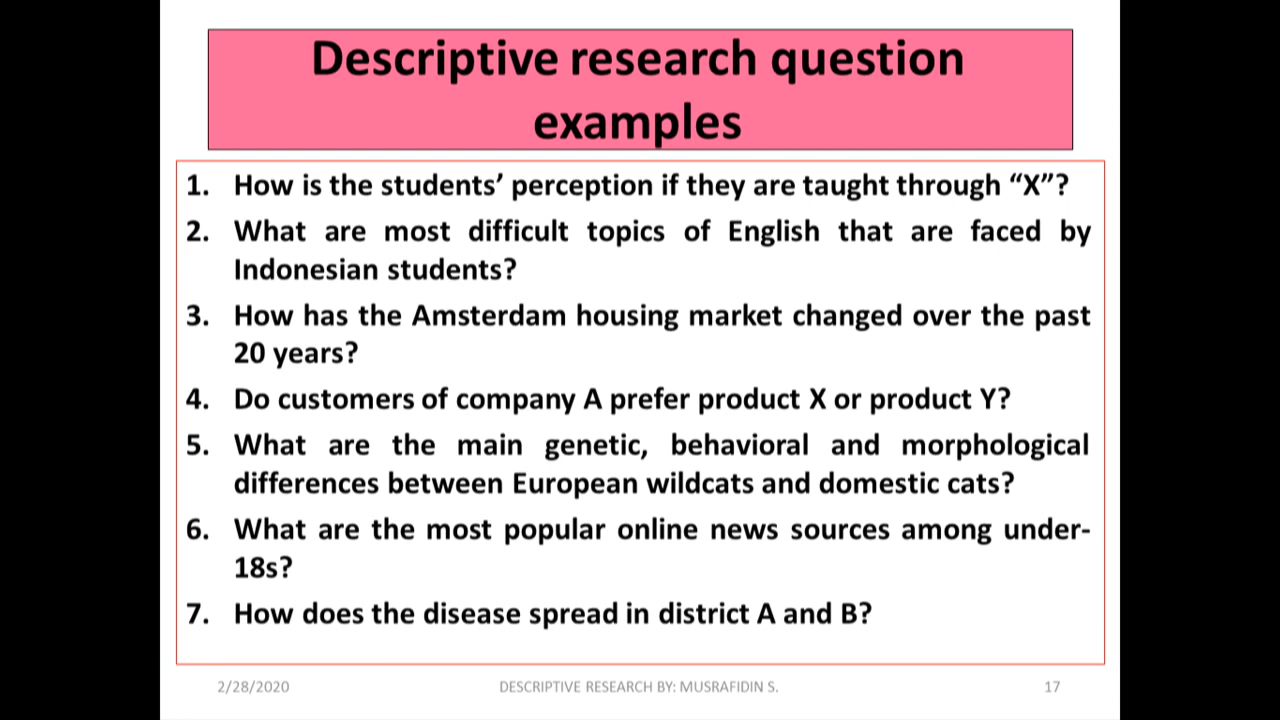 Descriptive research question
examples
1. How is the students’ perception if they are taught through “X”?
2. What are most difficult topics of English that are faced by
Indonesian students?
3. How has the Amsterdam housing market changed over the past
20 years?
4. Do customers of company A prefer product X or product Y?
5. What are the main genetic, behavioral and morphological
differences between European wildcats and domestic cats?
6. What are the most popular online news sources among under-
18s?
7. How does the disease spread in district A and B?
2/28/2020 DESCRIPTIVE RESEARCH BY: MUSRAFIDIN S. 17